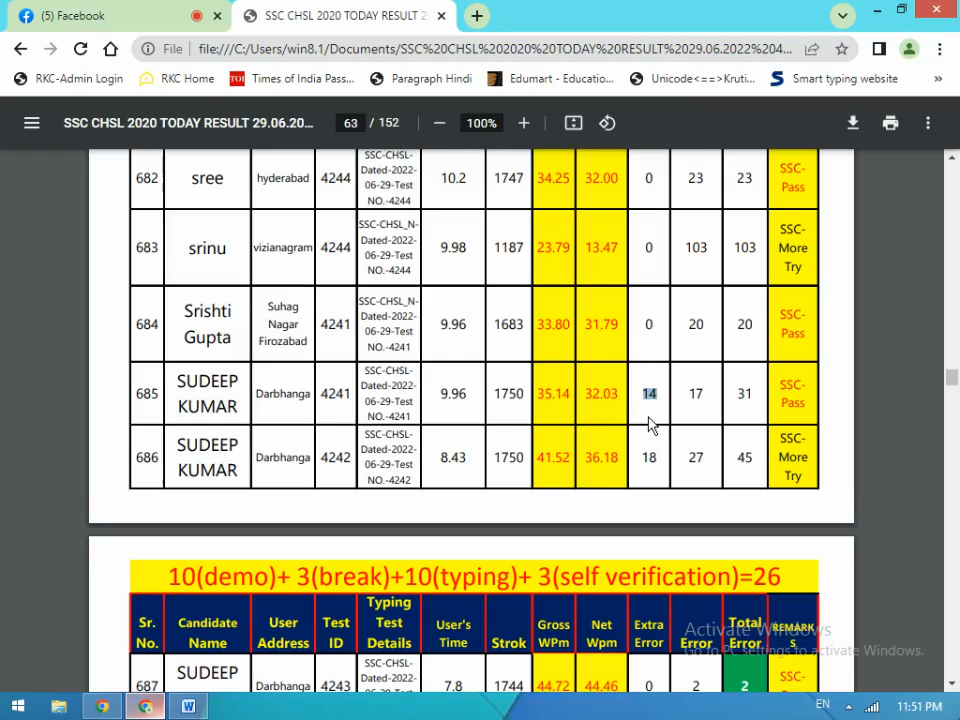 (5) Facebook
SSC CHSL 2020 TODAY RESULT 2
File
file:///C:/Users/win8.1/Documents/SSC%20CHSL%202020%20TODAY%20RESULT%2029.06.2022%204...
RKC-Admin Login
RKC Home
TOI
Times of India Pass...
Paragraph Hindi
Edumart - Educatio...
Unicode<==>Kruti...
Smart typing website
»
SSC CHSL 2020 TODAY RESULT 29.06.20...
63 / 152
100%
682 sree hyderabad 4244 SSC-CHSL-Dated-2022-06-29-Test NO.-4244 10.2 1747 34.25 32.00 0 23 23 SSC-Pass
683 srinu vizianagram 4244 SSC-CHSL_N-Dated-2022-06-29-Test NO.-4244 9.98 1187 23.79 13.47 0 103 103 SSC-More Try
684 Srishti Gupta Suhag Nagar Firozabad 4241 SSC-CHSL_N-Dated-2022-06-29-Test NO.-4241 9.96 1683 33.80 31.79 0 20 20 SSC-Pass
685 SUDEEP KUMAR Darbhanga 4241 SSC-CHSL-Dated-2022-06-29-Test NO.-4241 9.96 1750 35.14 32.03 14 17 31 SSC-Pass
686 SUDEEP KUMAR Darbhanga 4242 SSC-CHSL-Dated-2022-06-29-Test NO.-4242 8.43 1750 41.52 36.18 18 27 45 SSC-More Try
10(demo)+ 3(break)+10(typing)+ 3(self verification)=26
Sr. No. Candidate Name User Address Test ID Typing Test Details User's Time Strok Gross WPm Net Wpm Extra Error Error Total Error REMARKS
687 SUDEEP Darbhanga 4243 SSC-CHSL-Dated-2022-06-29-Test 7.8 1744 44.72 44.46 0 2 2 SSC-
Activate Windows
Go to PC settings to activate Windows.
EN
11:51 PM